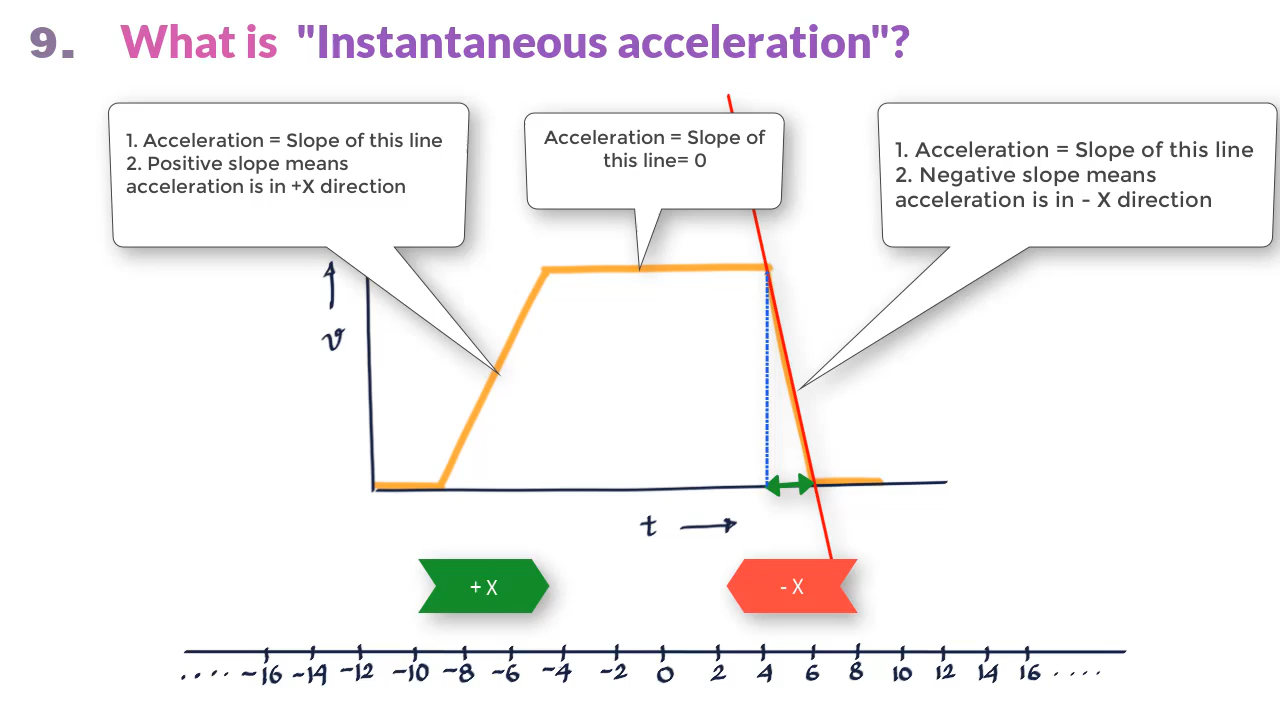 9. What is "Instantaneous acceleration"?
1. Acceleration = Slope of this line
2. Positive slope means
acceleration is in +X direction
Acceleration = Slope of
this line= 0
1. Acceleration = Slope of this line
2. Negative slope means
acceleration is in - X direction
v
t
+ X
- X
.... -16 -14 -12 -10 -8 -6 -4 -2 0 2 4 6 8 10 12 14 16 ....